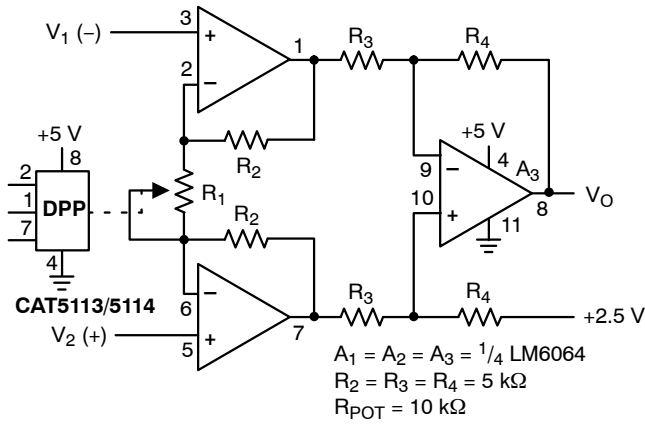 V1 (–)
3
+
1
2
–
R3
R4
+5 V
8
R2
+5 V
4
A3
2
1
7
DPP
R1
9
–
10
+
8
VO
11
R2
4
CAT5113/5114
6
–
7
V2 (+)
5
+
R3
R4
+2.5 V
A1 = A2 = A3 = 1/4 LM6064
R2 = R3 = R4 = 5 kΩ
RPOT = 10 kΩ